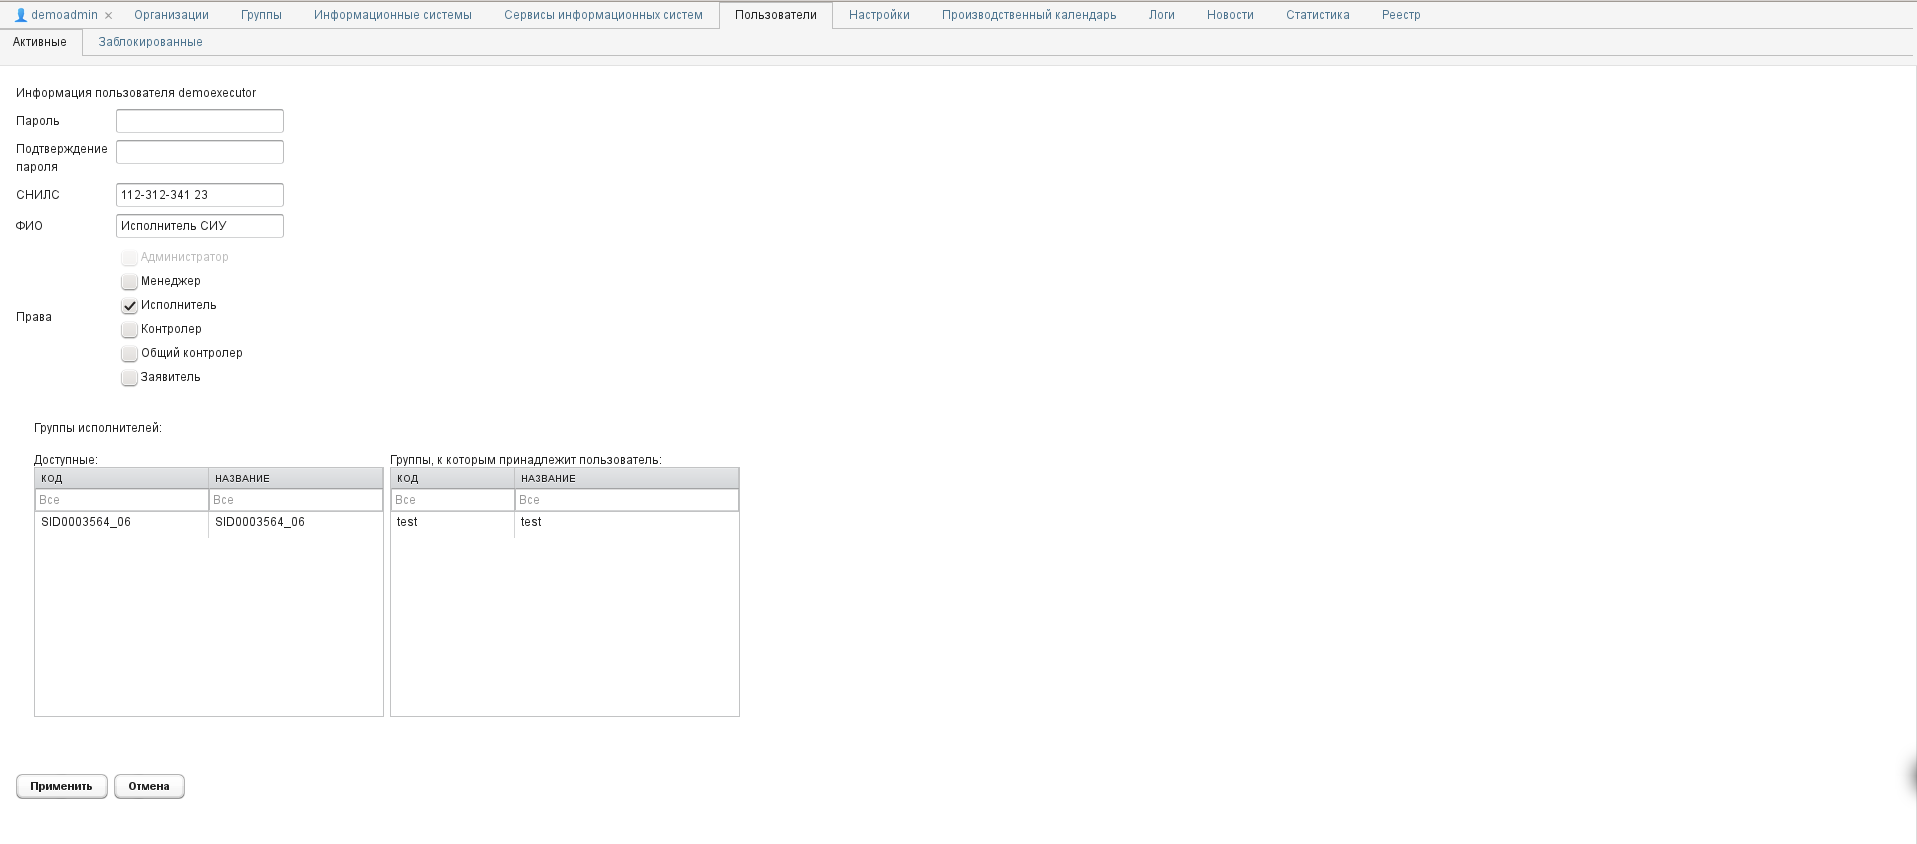 demoadmin × Организации Группы Информационные системы Сервисы информационных систем Пользователи Настройки Производственный календарь Логи Новости Статистика Реестр
Активные Заблокированные
Информация пользователя demoexecutor
Пароль
Подтверждение
пароля
СНИЛС 112-312-341 23
ФИО Исполнитель СИУ
Администратор
Менеджер
Исполнитель
Права
Контролер
Общий контролер
Заявитель
Группы исполнителей:
Доступные: Группы, к которым принадлежит пользователь:
КОД НАЗВАНИЕ КОД НАЗВАНИЕ
Все Все Все Все
SID0003564_06 SID0003564_06 test test
Применить Отмена